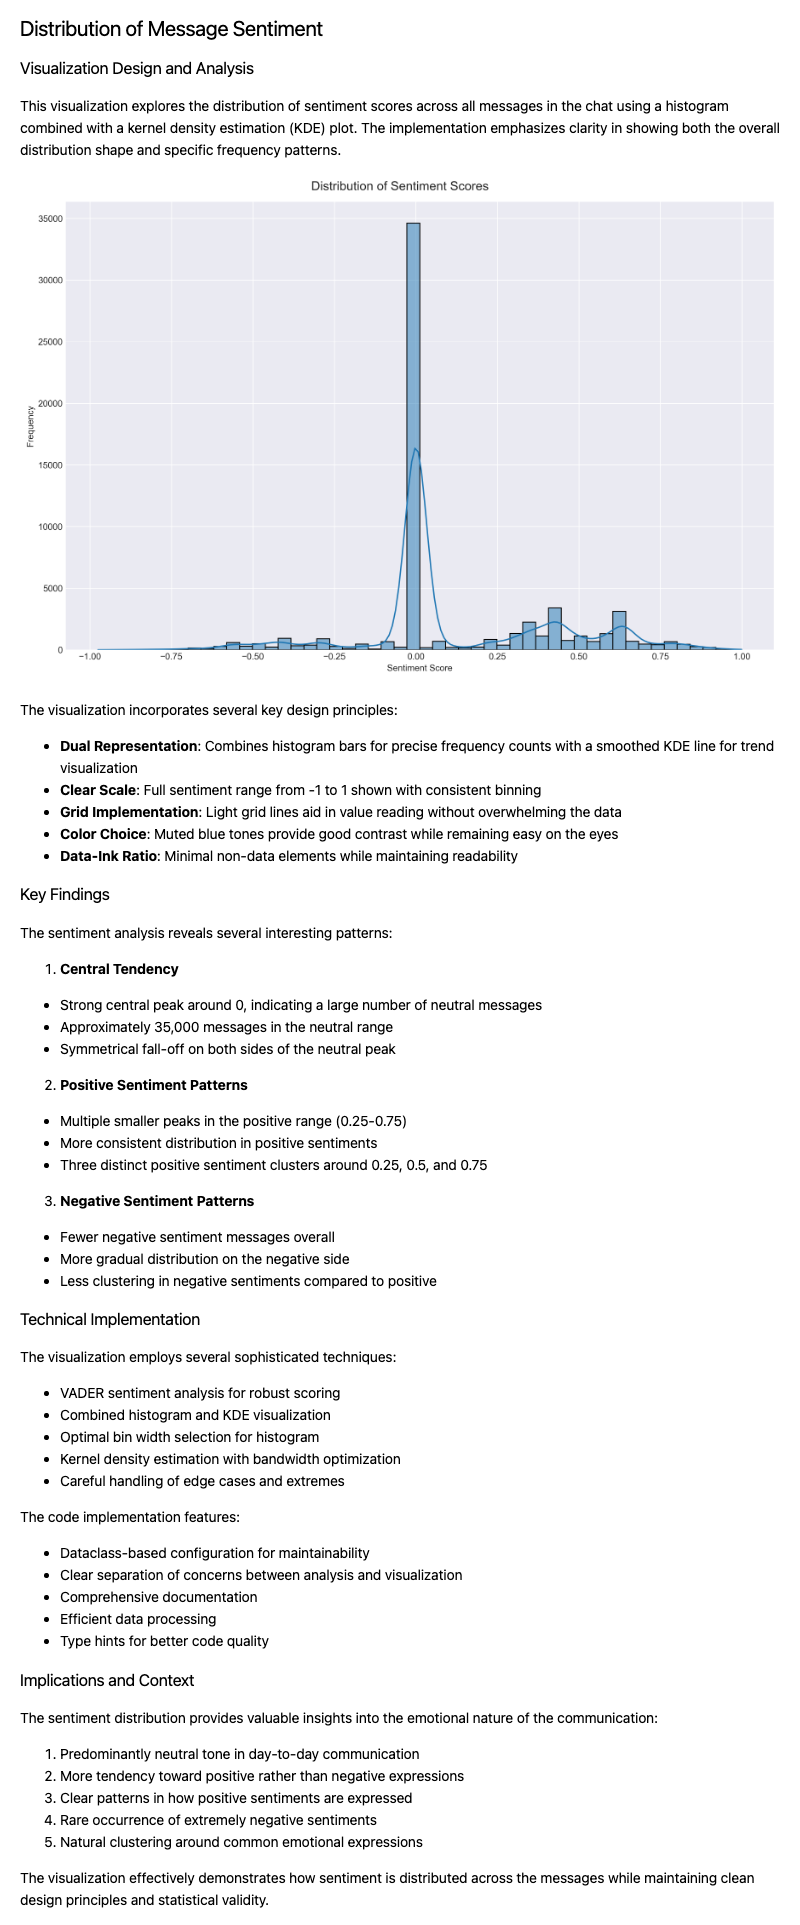 Distribution of Message Sentiment
Visualization Design and Analysis
This visualization explores the distribution of sentiment scores across all messages in the chat using a histogram
combined with a kernel density estimation (KDE) plot. The implementation emphasizes clarity in showing both the overall
distribution shape and specific frequency patterns.
Distribution of Sentiment Scores
35000
30000
25000
20000
15000
10000
5000
0
Frequency
−1.00 −0.75 −0.50 −0.25 0.00 0.25 0.50 0.75 1.00
Sentiment Score
The visualization incorporates several key design principles:
• Dual Representation: Combines histogram bars for precise frequency counts with a smoothed KDE line for trend
visualization
• Clear Scale: Full sentiment range from -1 to 1 shown with consistent binning
• Grid Implementation: Light grid lines aid in value reading without overwhelming the data
• Color Choice: Muted blue tones provide good contrast while remaining easy on the eyes
• Data-Ink Ratio: Minimal non-data elements while maintaining readability
Key Findings
The sentiment analysis reveals several interesting patterns:
1. Central Tendency
• Strong central peak around 0, indicating a large number of neutral messages
• Approximately 35,000 messages in the neutral range
• Symmetrical fall-off on both sides of the neutral peak
2. Positive Sentiment Patterns
• Multiple smaller peaks in the positive range (0.25-0.75)
• More consistent distribution in positive sentiments
• Three distinct positive sentiment clusters around 0.25, 0.5, and 0.75
3. Negative Sentiment Patterns
• Fewer negative sentiment messages overall
• More gradual distribution on the negative side
• Less clustering in negative sentiments compared to positive
Technical Implementation
The visualization employs several sophisticated techniques:
• VADER sentiment analysis for robust scoring
• Combined histogram and KDE visualization
• Optimal bin width selection for histogram
• Kernel density estimation with bandwidth optimization
• Careful handling of edge cases and extremes
The code implementation features:
• Dataclass-based configuration for maintainability
• Clear separation of concerns between analysis and visualization
• Comprehensive documentation
• Efficient data processing
• Type hints for better code quality
Implications and Context
The sentiment distribution provides valuable insights into the emotional nature of the communication:
1. Predominantly neutral tone in day-to-day communication
2. More tendency toward positive rather than negative expressions
3. Clear patterns in how positive sentiments are expressed
4. Rare occurrence of extremely negative sentiments
5. Natural clustering around common emotional expressions
The visualization effectively demonstrates how sentiment is distributed across the messages while maintaining clean
design principles and statistical validity.